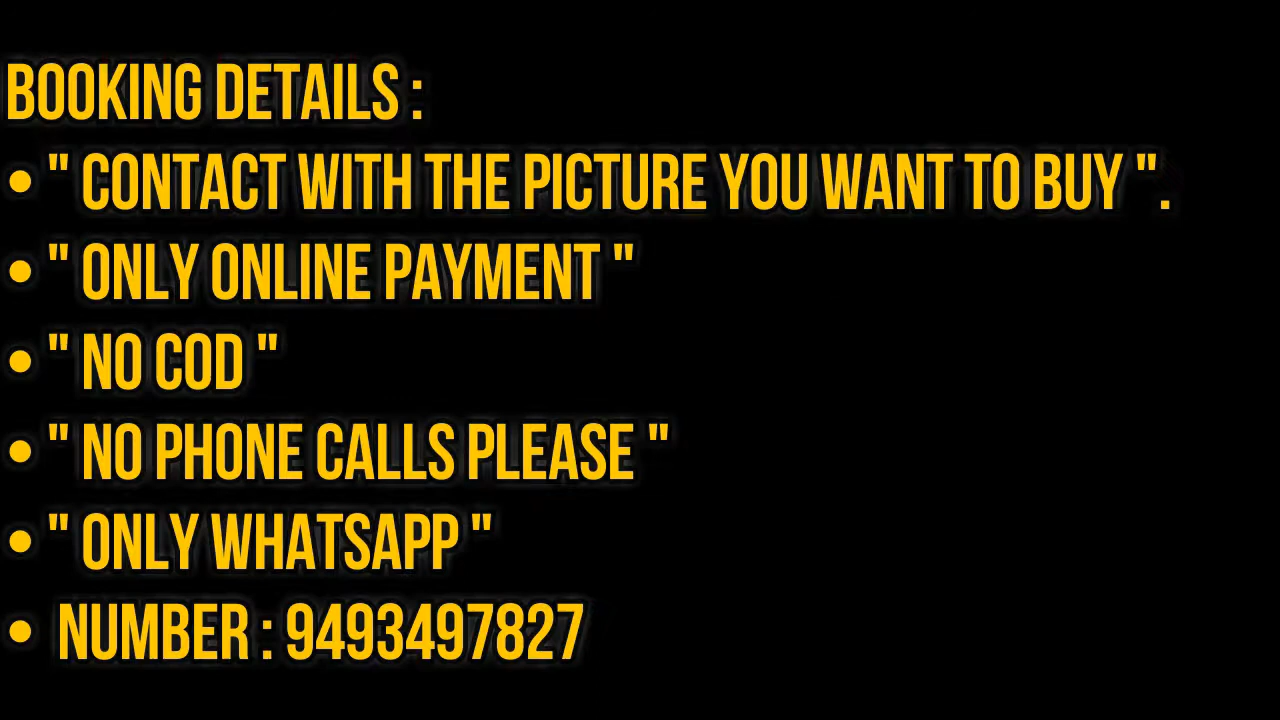 BOOKING DETAILS :
• " CONTACT WITH THE PICTURE YOU WANT TO BUY ".
• " ONLY ONLINE PAYMENT "
• " NO COD "
• " NO PHONE CALLS PLEASE "
• " ONLY WHATSAPP "
• NUMBER : 9493497827